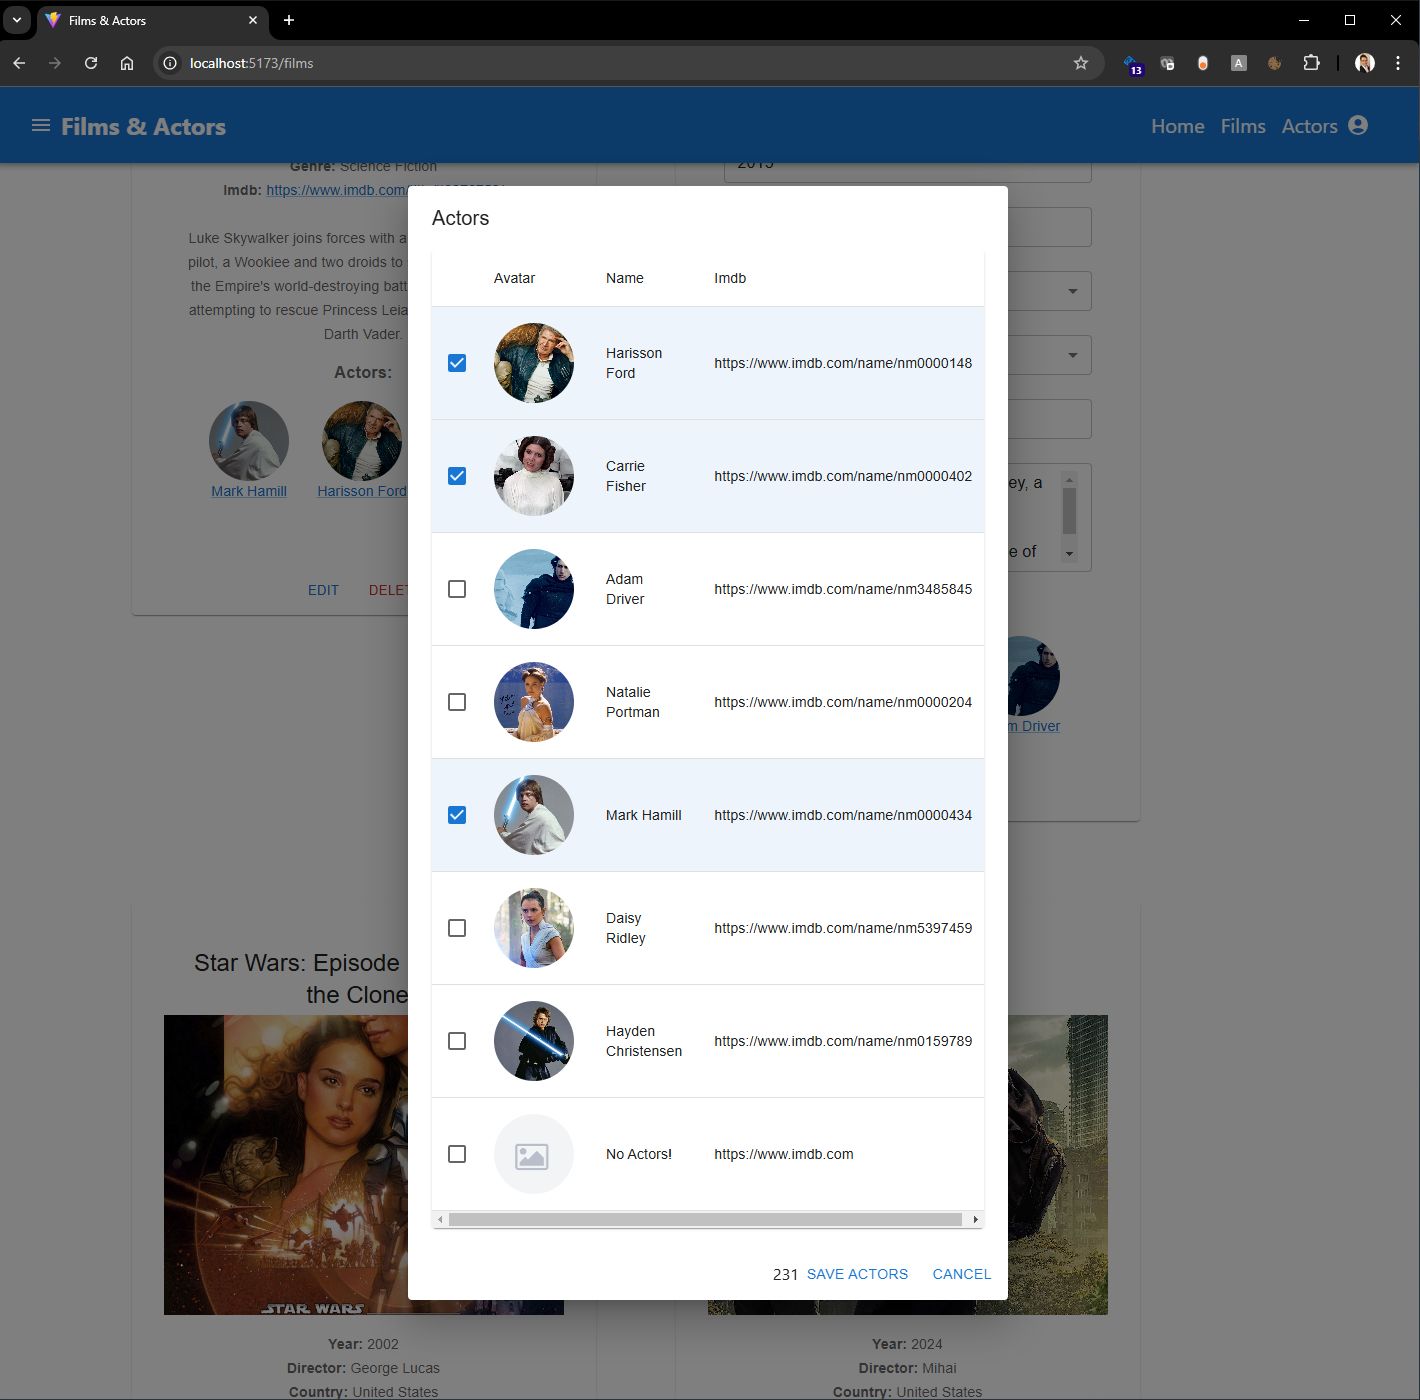 Films & Actors
localhost:5173/films
13
A
Films & Actors
Home
Films
Actors
Genre: Science Fiction
Imdb: https://www.imdb.com/
Luke Skywalker joins forces with a
pilot, a Wookiee and two droids to
the Empire's world-destroying batt
attempting to rescue Princess Leia
Darth Vader.
Actors:
Mark Hamill
Harisson Ford
EDIT
DELET
2015
ey, a
e of
m Driver
Actors
Avatar
Name
Imdb
Harisson
Ford
https://www.imdb.com/name/nm0000148
Carrie
Fisher
https://www.imdb.com/name/nm0000402
Adam
Driver
https://www.imdb.com/name/nm3485845
Natalie
Portman
https://www.imdb.com/name/nm0000204
Mark Hamill
https://www.imdb.com/name/nm0000434
Daisy
Ridley
https://www.imdb.com/name/nm5397459
Hayden
Christensen
https://www.imdb.com/name/nm0159789
No Actors!
https://www.imdb.com
231
SAVE ACTORS
CANCEL
Star Wars: Episode
the Clone
STAR WARS
Year: 2002
Director: George Lucas
Country: United States
Year: 2024
Director: Mihai
Country: United States